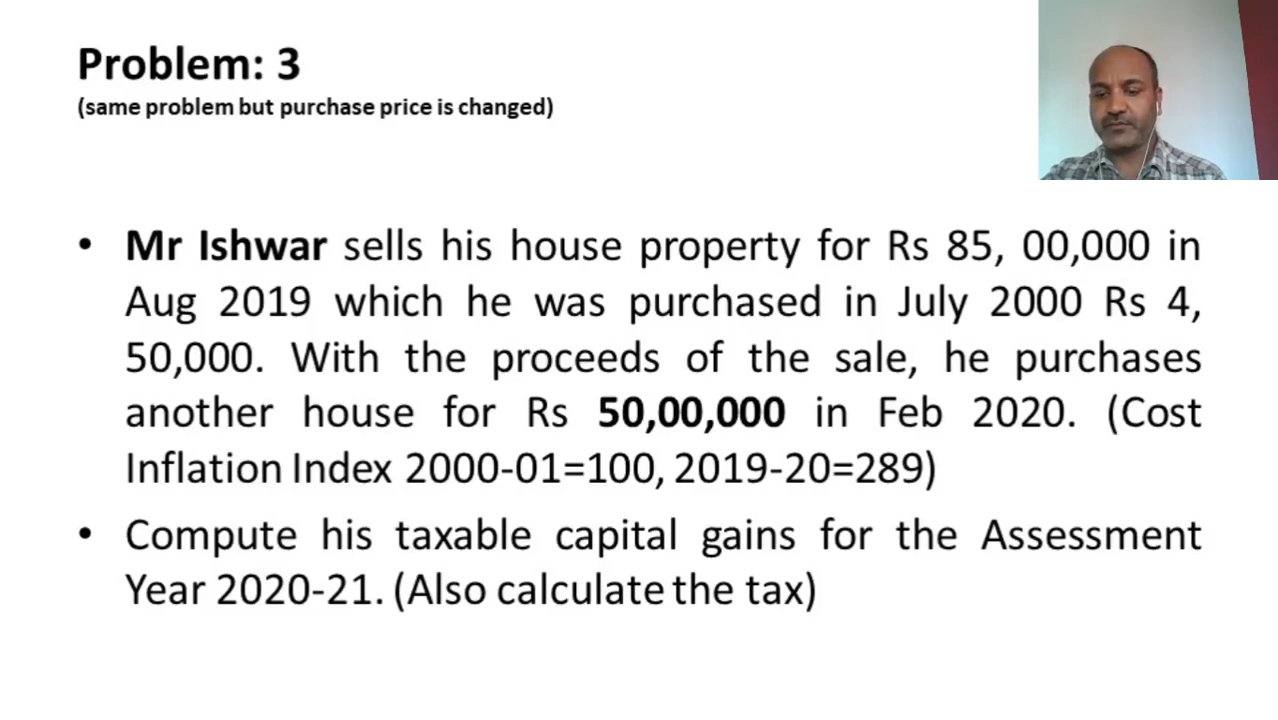 Problem: 3
(same problem but purchase price is changed)
• Mr Ishwar sells his house property for Rs 85, 00,000 in
Aug 2019 which he was purchased in July 2000 Rs 4,
50,000. With the proceeds of the sale, he purchases
another house for Rs 50,00,000 in Feb 2020. (Cost
Inflation Index 2000-01=100, 2019-20=289)
• Compute his taxable capital gains for the Assessment
Year 2020-21. (Also calculate the tax)